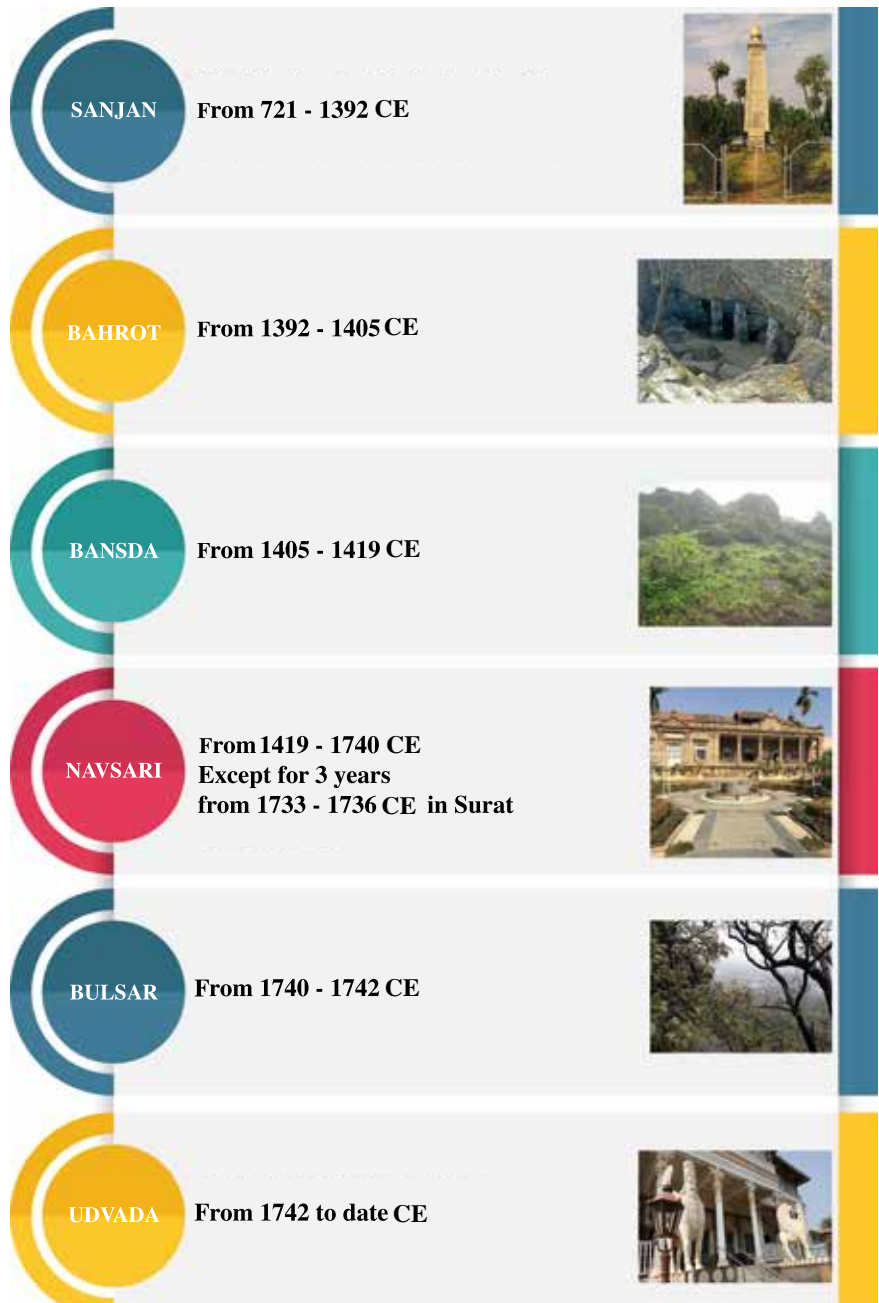 SANJAN
From 721 - 1392 CE
BAHROT
From 1392 - 1405 CE
BANSDA
From 1405 - 1419 CE
NAVSARI
From 1419 - 1740 CE
Except for 3 years
from 1733 - 1736 CE in Surat
BULSAR
From 1740 - 1742 CE
UDVADA
From 1742 to date CE